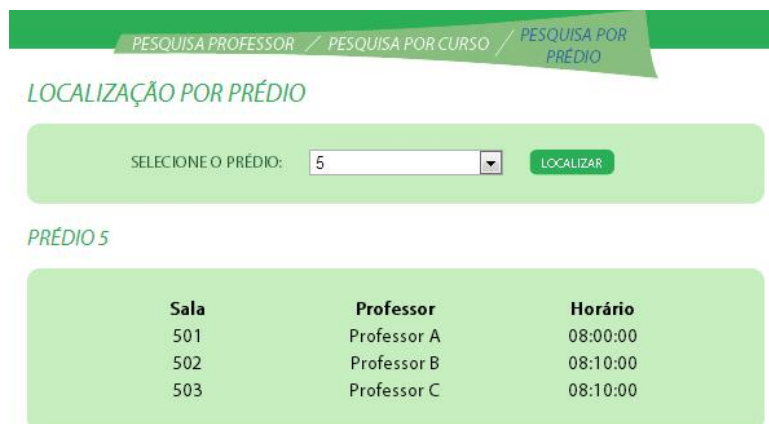 PESQUISA PROFESSOR / PESQUISA POR CURSO / PESQUISA POR PRÉDIO
LOCALIZAÇÃO POR PRÉDIO
SELECIONE O PRÉDIO: 5 LOCALIZAR
PRÉDIO 5
Sala Professor Horário
501 Professor A 08:00:00
502 Professor B 08:10:00
503 Professor C 08:10:00